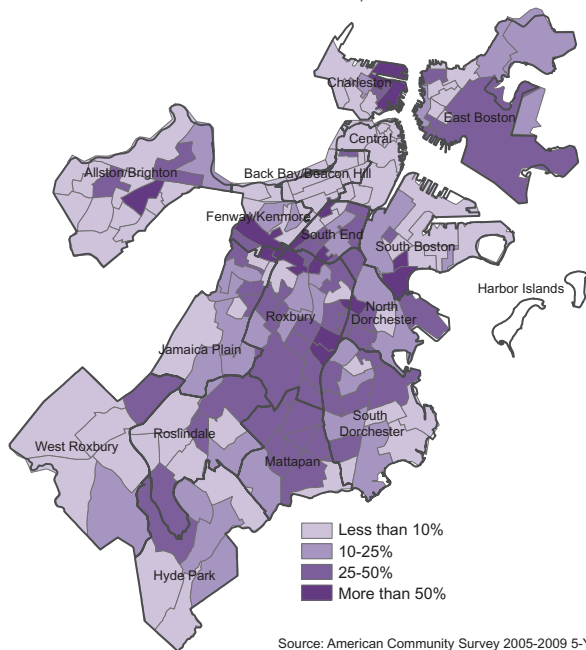 Charleston
East Boston
Central
Allston/Brighton
Back Bay/Beacon Hill
Fenway/Kenmore
South End
South Boston
Harbor Islands
North
Dorchester
Roxbury
Jamaica Plain
South
Dorchester
West Roxbury
Roslindale
Mattapan
Hyde Park
Less than 10%
10-25%
25-50%
More than 50%
Source: American Community Survey 2005-2009 5-Y